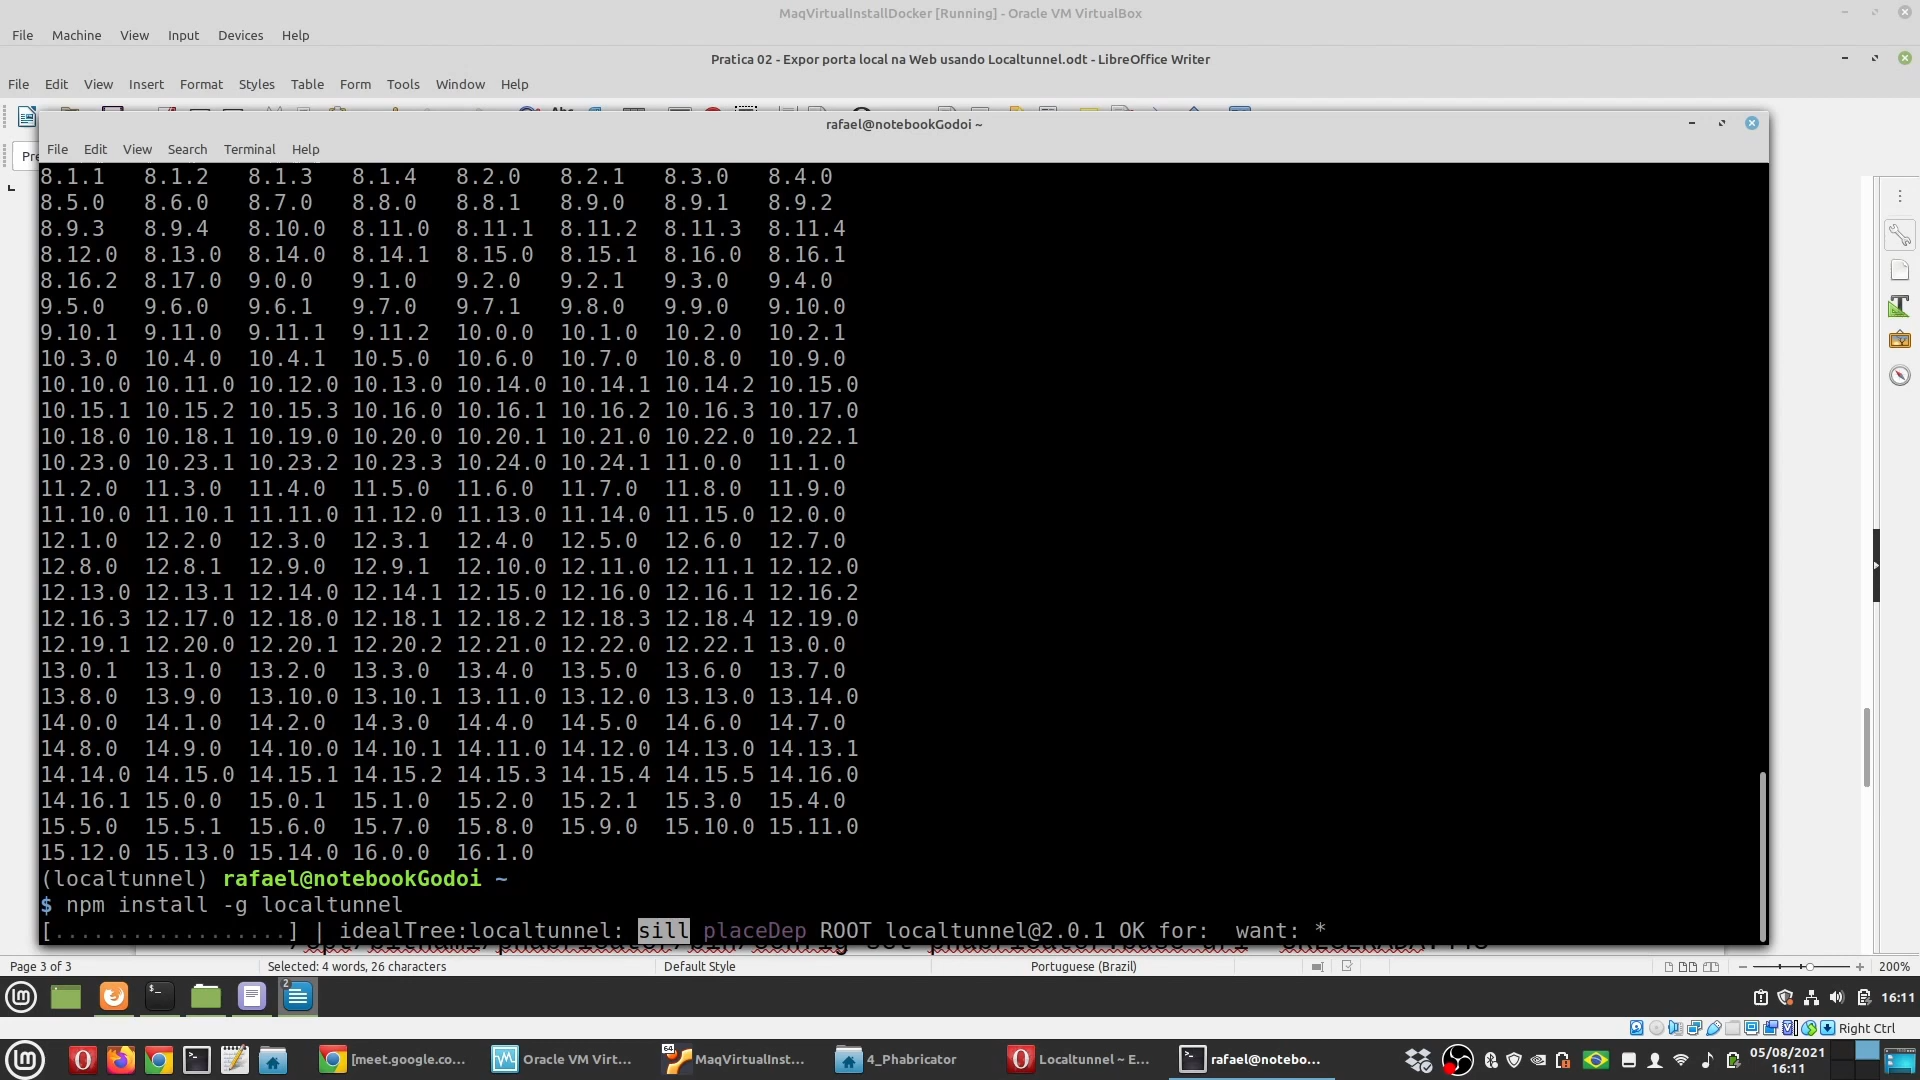 MaqVirtualInstallDocker [Running] - Oracle VM VirtualBox
File Machine View Input Devices Help
Pratica 02 - Expor porta local na Web usando Localtunnel.odt - LibreOffice Writer
File Edit View Insert Format Styles Table Form Tools Window Help
rafael@notebookGodoi ~
File Edit View Search Terminal Help
8.1.1 8.1.2 8.1.3 8.1.4 8.2.0 8.2.1 8.3.0 8.4.0
8.5.0 8.6.0 8.7.0 8.8.0 8.8.1 8.9.0 8.9.1 8.9.2
8.9.3 8.9.4 8.10.0 8.11.0 8.11.1 8.11.2 8.11.3 8.11.4
8.12.0 8.13.0 8.14.0 8.14.1 8.15.0 8.15.1 8.16.0 8.16.1
8.16.2 8.17.0 9.0.0 9.1.0 9.2.0 9.2.1 9.3.0 9.4.0
9.5.0 9.6.0 9.6.1 9.7.0 9.7.1 9.8.0 9.9.0 9.10.0
9.10.1 9.11.0 9.11.1 9.11.2 10.0.0 10.1.0 10.2.0 10.2.1
10.3.0 10.4.0 10.4.1 10.5.0 10.6.0 10.7.0 10.8.0 10.9.0
10.10.0 10.11.0 10.12.0 10.13.0 10.14.0 10.14.1 10.14.2 10.15.0
10.15.1 10.15.2 10.15.3 10.16.0 10.16.1 10.16.2 10.16.3 10.17.0
10.18.0 10.18.1 10.19.0 10.20.0 10.20.1 10.21.0 10.22.0 10.22.1
10.23.0 10.23.1 10.23.2 10.23.3 10.24.0 10.24.1 11.0.0 11.1.0
11.2.0 11.3.0 11.4.0 11.5.0 11.6.0 11.7.0 11.8.0 11.9.0
11.10.0 11.10.1 11.11.0 11.12.0 11.13.0 11.14.0 11.15.0 12.0.0
12.1.0 12.2.0 12.3.0 12.3.1 12.4.0 12.5.0 12.6.0 12.7.0
12.8.0 12.8.1 12.9.0 12.9.1 12.10.0 12.11.0 12.11.1 12.12.0
12.13.0 12.13.1 12.14.0 12.14.1 12.15.0 12.16.0 12.16.1 12.16.2
12.16.3 12.17.0 12.18.0 12.18.1 12.18.2 12.18.3 12.18.4 12.19.0
12.19.1 12.20.0 12.20.1 12.20.2 12.21.0 12.22.0 12.22.1 13.0.0
13.0.1 13.1.0 13.2.0 13.3.0 13.4.0 13.5.0 13.6.0 13.7.0
13.8.0 13.9.0 13.10.0 13.10.1 13.11.0 13.12.0 13.13.0 13.14.0
14.0.0 14.1.0 14.2.0 14.3.0 14.4.0 14.5.0 14.6.0 14.7.0
14.8.0 14.9.0 14.10.0 14.10.1 14.11.0 14.12.0 14.13.0 14.13.1
14.14.0 14.15.0 14.15.1 14.15.2 14.15.3 14.15.4 14.15.5 14.16.0
14.16.1 15.0.0 15.0.1 15.1.0 15.2.0 15.2.1 15.3.0 15.4.0
15.5.0 15.5.1 15.6.0 15.7.0 15.8.0 15.9.0 15.10.0 15.11.0
15.12.0 15.13.0 15.14.0 16.0.0 16.1.0
(localtunnel) rafael@notebookGodoi ~
$ npm install -g localtunnel
[..................] | idealTree:localtunnel: sill placeDep ROOT localtunnel@2.0.1 OK for: want: *
Page 3 of 3 Selected: 4 words, 26 characters Default Style Portuguese (Brazil) 200%
2
16:11
Right Ctrl
[meet.google.co... Oracle VM Virt... MaqVirtualInst... 4_Phabricator Localtunnel ~ E... rafael@notebo...
05/08/2021
16:11